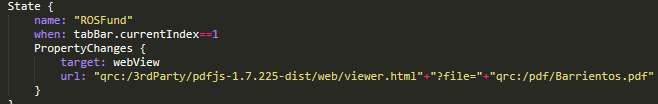 State {
name: "ROSFund"
when: tabBar.currentIndex==1
PropertyChanges {
target: webView
url: "qrc:/3rdParty/pdfjs-1.7.225-dist/web/viewer.html"+"?file="+"qrc:/pdf/Barrientos.pdf"
}
}